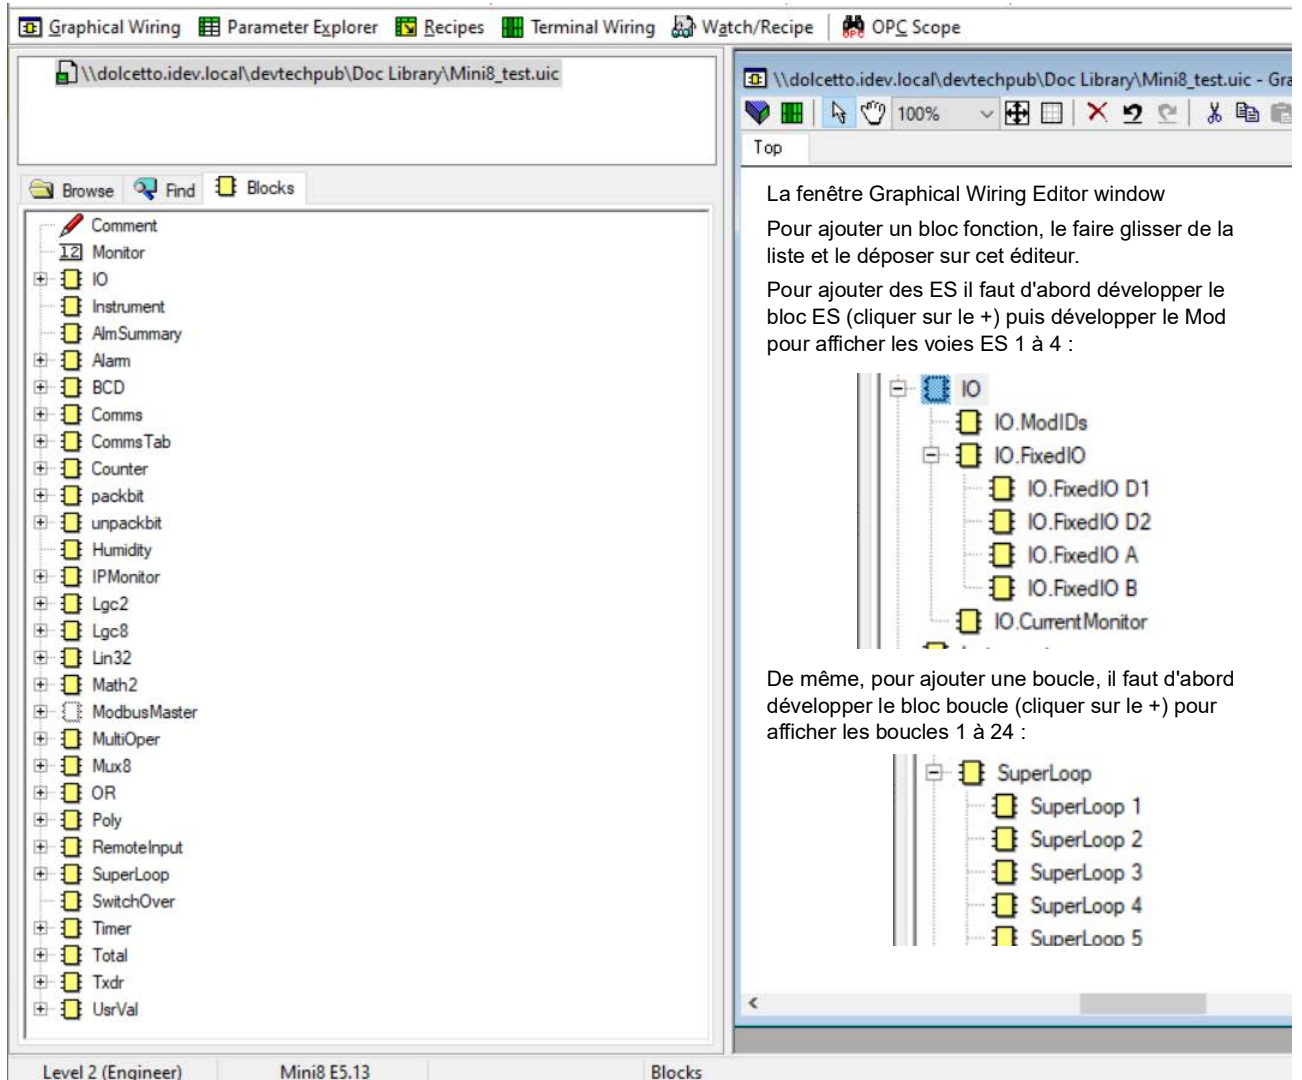 Graphical Wiring Parameter Explorer Recipes Terminal Wiring Watch/Recipe OPC OPC Scope
\\dolcetto.idev.local\devtechpub\Doc Library\Mini8_test.uic
Browse Find Blocks
Comment
12 Monitor
IO
Instrument
AlmSummary
Alarm
BCD
Comms
CommsTab
Counter
packbit
unpackbit
Humidity
IPMonitor
Lgc2
Lgc8
Lin32
Math2
ModbusMaster
MultiOper
Mux8
OR
Poly
RemoteInput
SuperLoop
SwitchOver
Timer
Total
Txdr
UsrVal
\\dolcetto.idev.local\devtechpub\Doc Library\Mini8_test.uic - Gra
100%
Top
La fenêtre Graphical Wiring Editor window
Pour ajouter un bloc fonction, le faire glisser de la
liste et le déposer sur cet éditeur.
Pour ajouter des ES il faut d'abord développer le
bloc ES (cliquer sur le +) puis développer le Mod
pour afficher les voies ES 1 à 4 :
IO
IO.ModIDs
IO.FixedIO
IO.FixedIO D1
IO.FixedIO D2
IO.FixedIO A
IO.FixedIO B
IO.CurrentMonitor
De même, pour ajouter une boucle, il faut d'abord
développer le bloc boucle (cliquer sur le +) pour
afficher les boucles 1 à 24 :
SuperLoop
SuperLoop 1
SuperLoop 2
SuperLoop 3
SuperLoop 4
SuperLoop 5
Level 2 (Engineer) Mini8 E5.13 Blocks